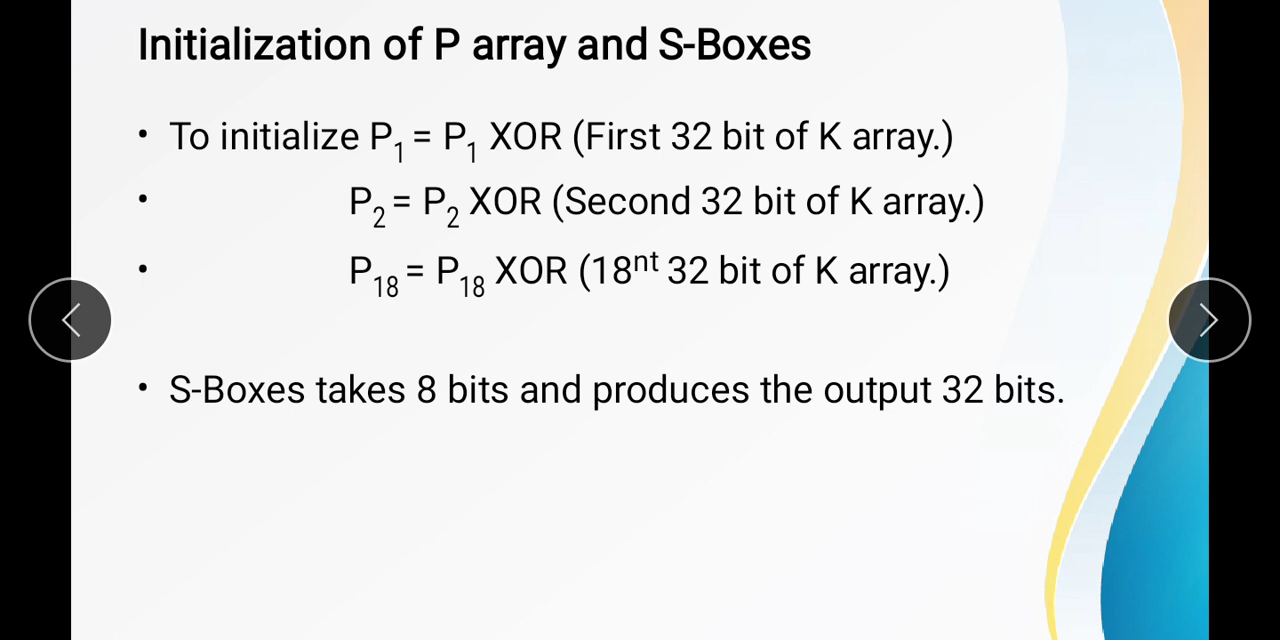 Initialization of P array and S-Boxes
• To initialize P₁ = P₁ XOR (First 32 bit of K array.)
• P₂ = P₂ XOR (Second 32 bit of K array.)
• P₁₈ = P₁₈ XOR (18ⁿᵗ 32 bit of K array.)
• S-Boxes takes 8 bits and produces the output 32 bits.